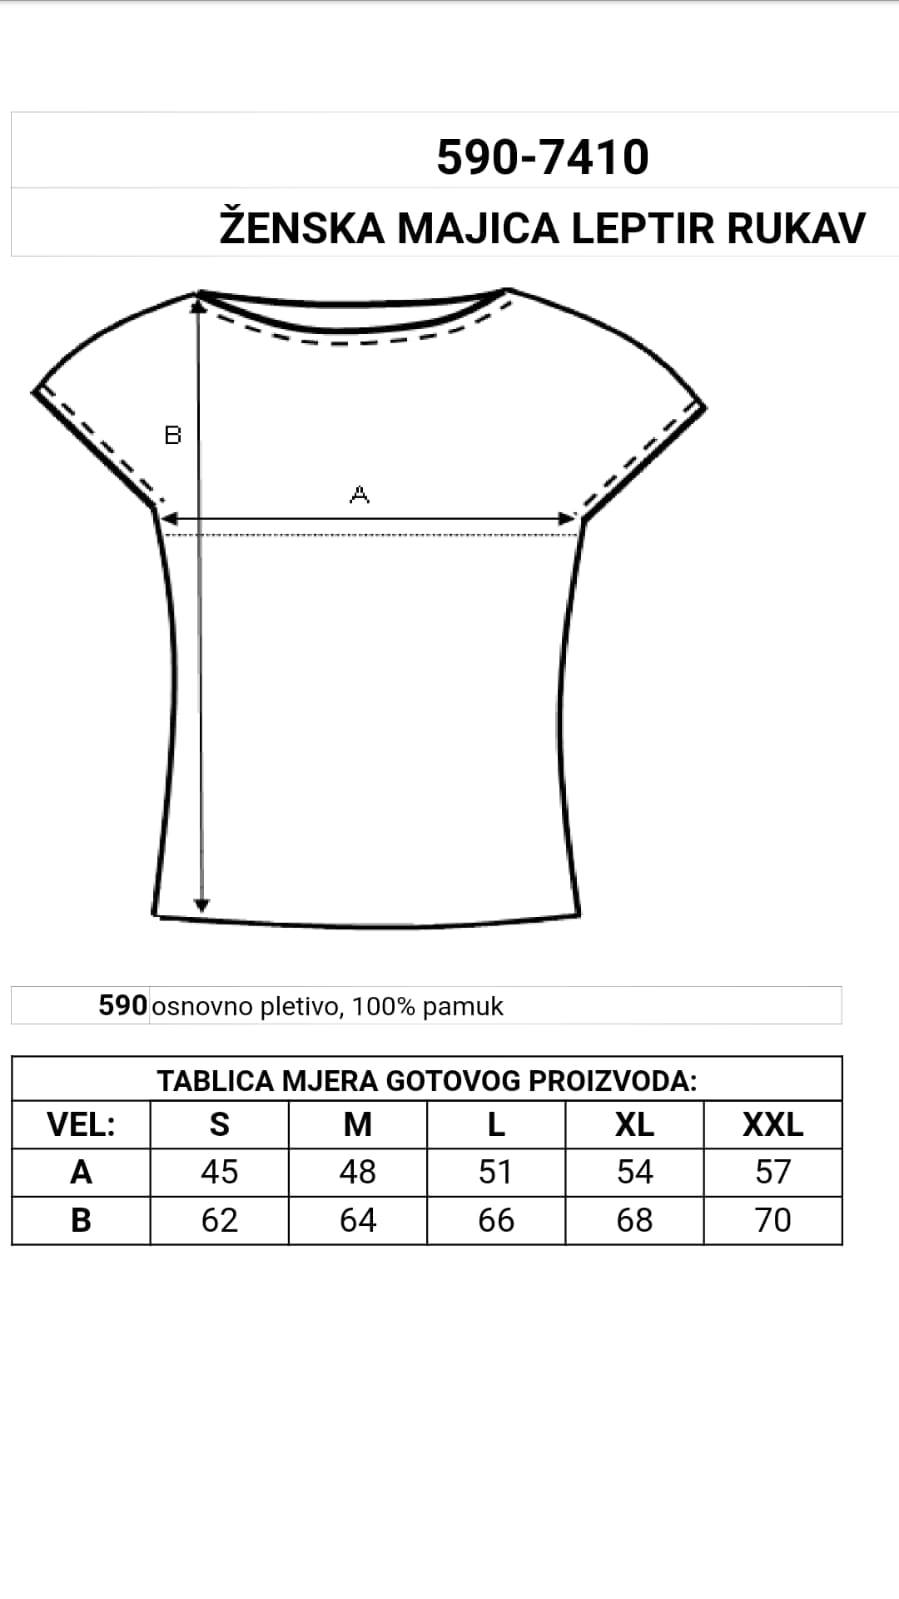 590-7410
ŽENSKA MAJICA LEPTIR RUKAV
B
A
590 osnovno pletivo, 100% pamuk
TABLICA MJERA GOTOVOG PROIZVODA:
VEL: S M L XL XXL
A 45 48 51 54 57
B 62 64 66 68 70